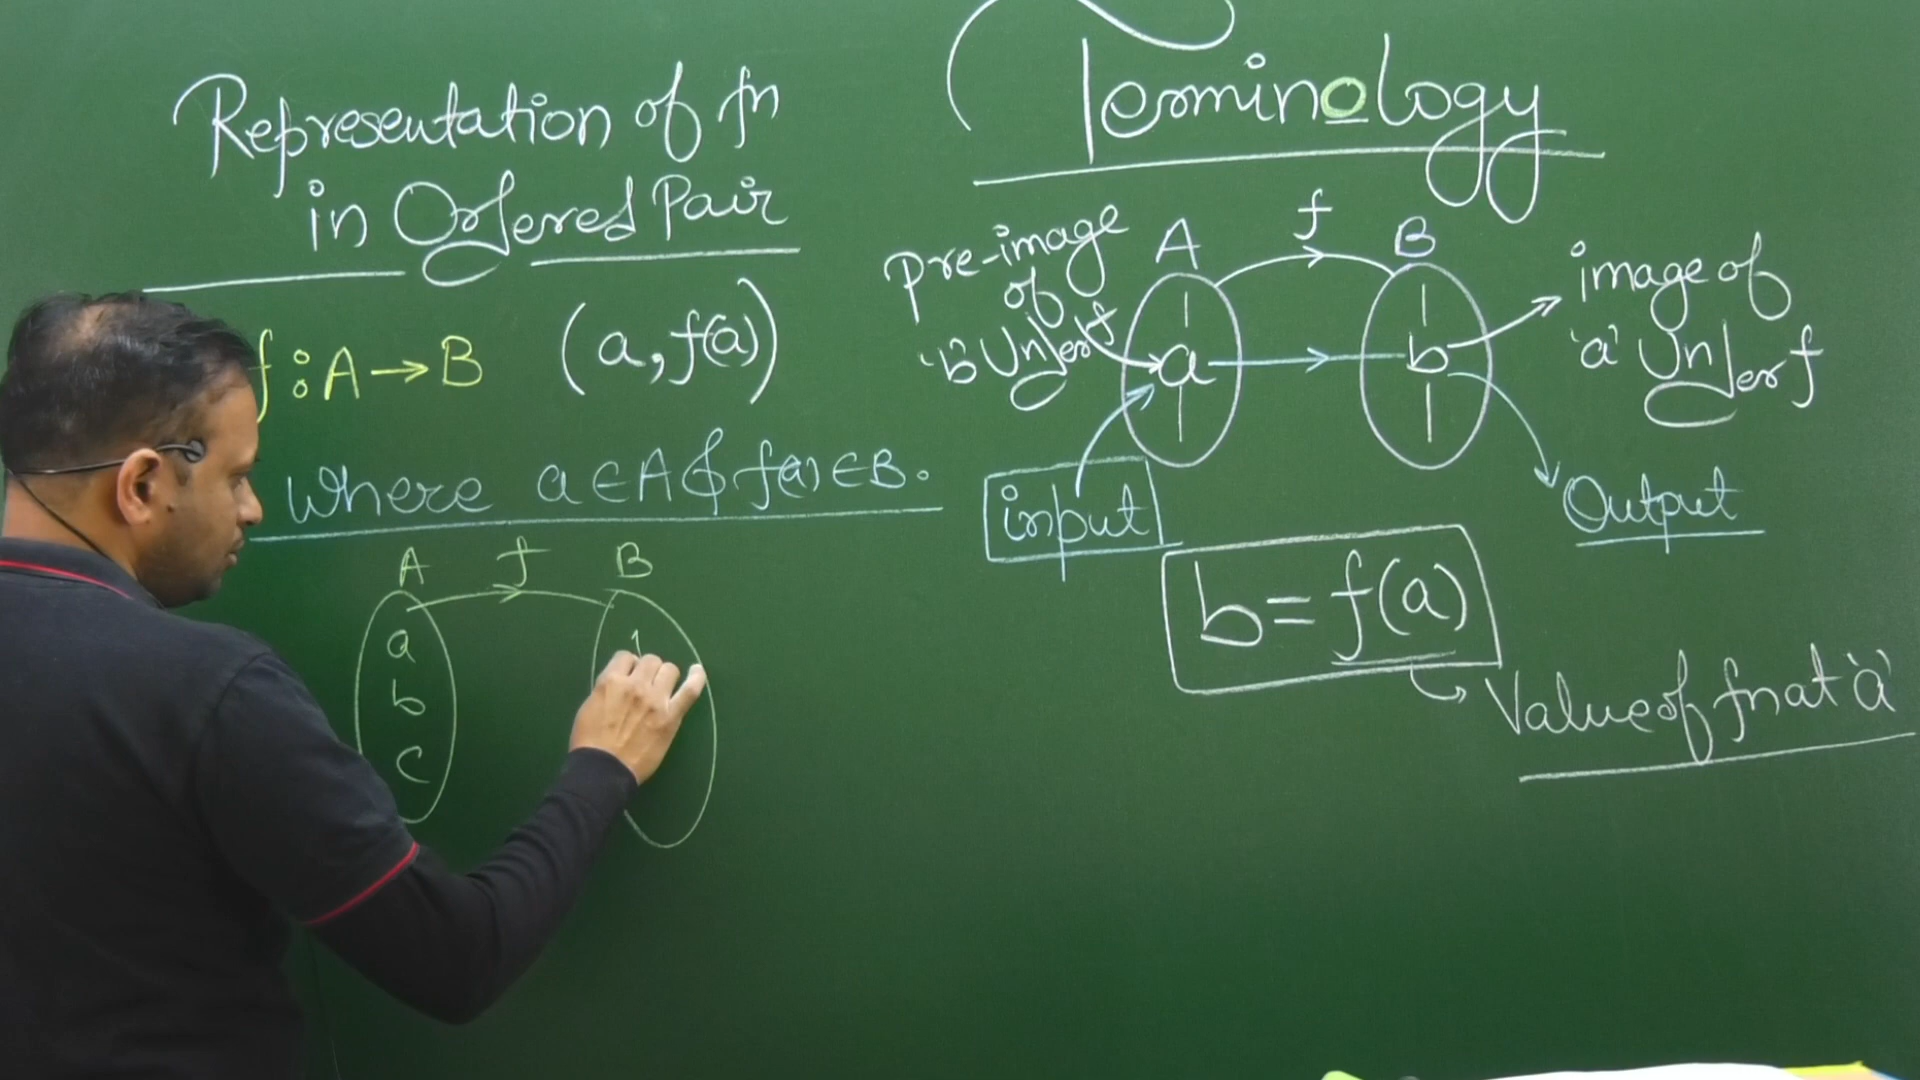 Representation of fn
in Ordered Pair
f : A → B (a, f(a))
where a ∈ A & f(a) ∈ B.
A f B
a 1
b
c
Terminology
A f B
pre-image
of
'b' Under f
a
b
image of
'a' Under f
input
Output
b = f(a)
Value of fn at 'a'